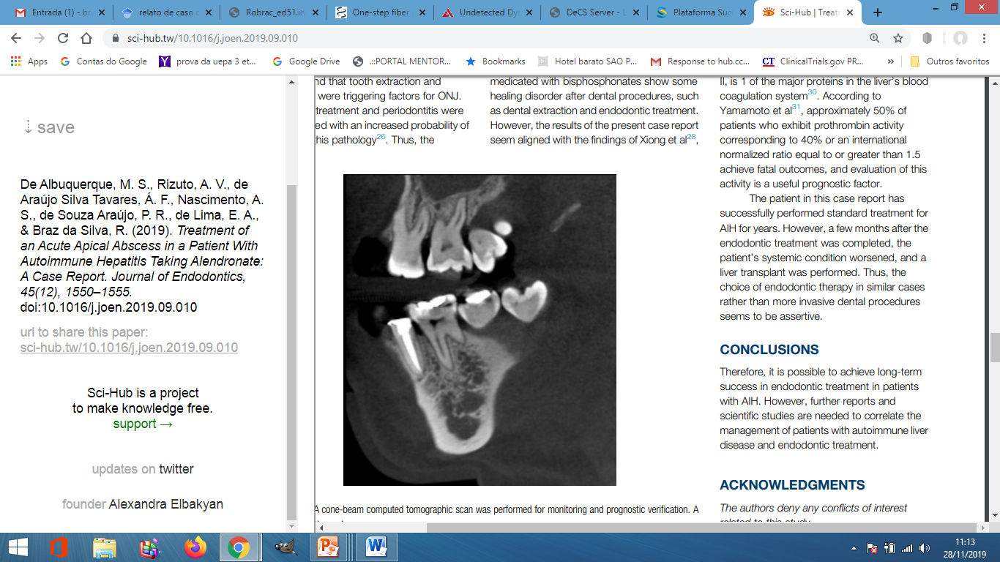 Entrada (1) - br
relato de caso c
Robrac_ed51.in
One-step fiber
Undetected Dy
DeCS Server - L
Plataforma Suc
Sci-Hub | Treat
sci-hub.tw/10.1016/j.joen.2019.09.010
Apps
Contas do Google
prova da uepa 3 et...
Google Drive
.::PORTAL MENTOR...
Bookmarks
Hotel barato SAO P...
Response to hub.cc...
CT ClinicalTrials.gov PR...
»
Outros favoritos
⇣ save
De Albuquerque, M. S., Rizuto, A. V., de
Araújo Silva Tavares, Á. F., Nascimento, A.
S., de Souza Araújo, P. R., de Lima, E. A.,
& Braz da Silva, R. (2019). Treatment of
an Acute Apical Abscess in a Patient With
Autoimmune Hepatitis Taking Alendronate:
A Case Report. Journal of Endodontics,
45(12), 1550–1555.
doi:10.1016/j.joen.2019.09.010
url to share this paper:
sci-hub.tw/10.1016/j.joen.2019.09.010
Sci-Hub is a project
to make knowledge free.
support →
updates on twitter
founder Alexandra Elbakyan
nd that tooth extraction and
were triggering factors for ONJ.
treatment and periodontitis were
ed with an increased probability of
his pathology26. Thus, the
medicated with bisphosphonates show some
healing disorder after dental procedures, such
as dental extraction and endodontic treatment.
However, the results of the present case report
seem aligned with the findings of Xiong et al28,
II, is 1 of the major proteins in the liver's blood
coagulation system30. According to
Yamamoto et al31, approximately 50% of
patients who exhibit prothrombin activity
corresponding to 40% or an international
normalized ratio equal to or greater than 1.5
achieve fatal outcomes, and evaluation of this
activity is a useful prognostic factor.
The patient in this case report has
successfully performed standard treatment for
AIH for years. However, a few months after the
endodontic treatment was completed, the
patient's systemic condition worsened, and a
liver transplant was performed. Thus, the
choice of endodontic therapy in similar cases
rather than more invasive dental procedures
seems to be assertive.
CONCLUSIONS
Therefore, it is possible to achieve long-term
success in endodontic treatment in patients
with AIH. However, further reports and
scientific studies are needed to correlate the
management of patients with autoimmune liver
disease and endodontic treatment.
ACKNOWLEDGMENTS
The authors deny any conflicts of interest
related to this study.
A cone-beam computed tomographic scan was performed for monitoring and prognostic verification. A
11:13
28/11/2019